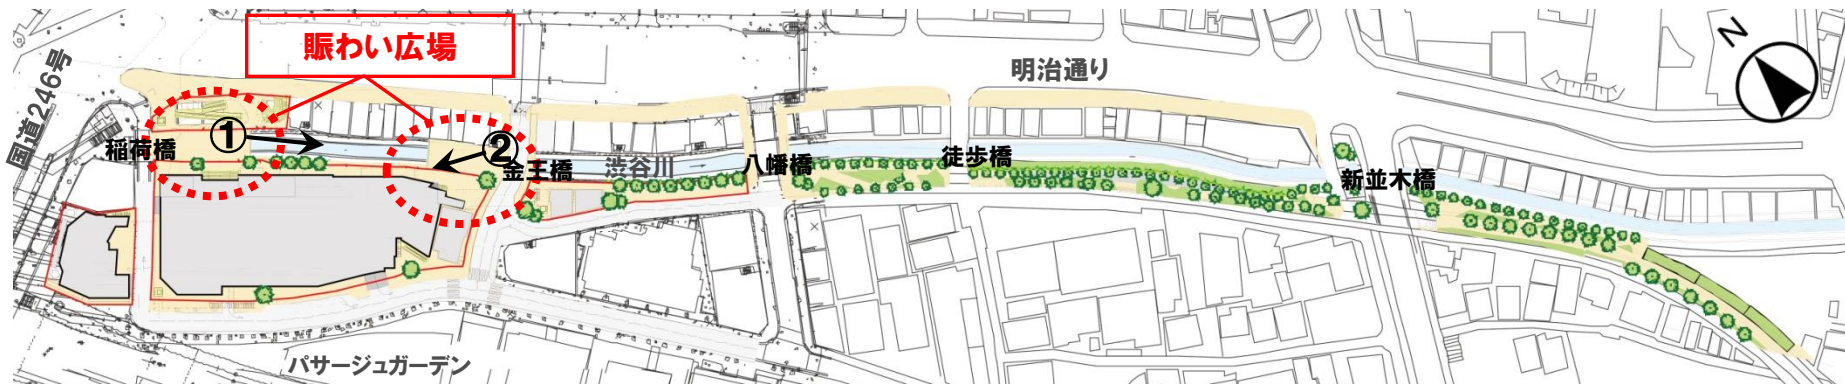 賑わい広場
国道246号
明治通り
N
①
②
稲荷橋
金王橋
渋谷川
八幡橋
徒歩橋
新並木橋
パサージュガーデン